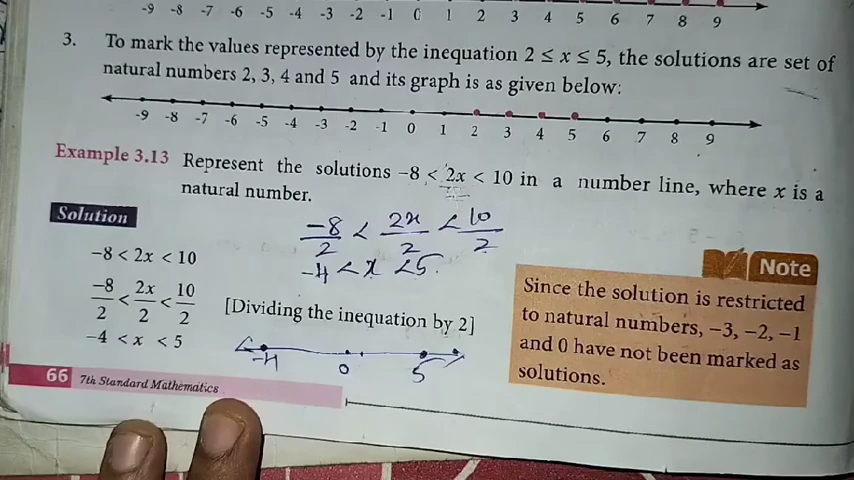 -9 -8 -7 -6 -5 -4 -3 -2 -1 0 1 2 3 4 5 6 7 8 9
3. To mark the values represented by the inequation 2 ≤ x ≤ 5, the solutions are set of
natural numbers 2, 3, 4 and 5 and its graph is as given below:
-9 -8 -7 -6 -5 -4 -3 -2 -1 0 1 2 3 4 5 6 7 8 9
Example 3.13 Represent the solutions −8 < 2x < 10 in a number line, where x is a
natural number.
Solution
-8/2 < 2x/2 < 10/2
-4 < x < 5.
−8 < 2x < 10
−8/2 < 2x/2 < 10/2 [Dividing the inequation by 2]
−4 < x < 5
-4 0 5
Note
Since the solution is restricted
to natural numbers, −3, −2, −1
and 0 have not been marked as
solutions.
66 7th Standard Mathematics